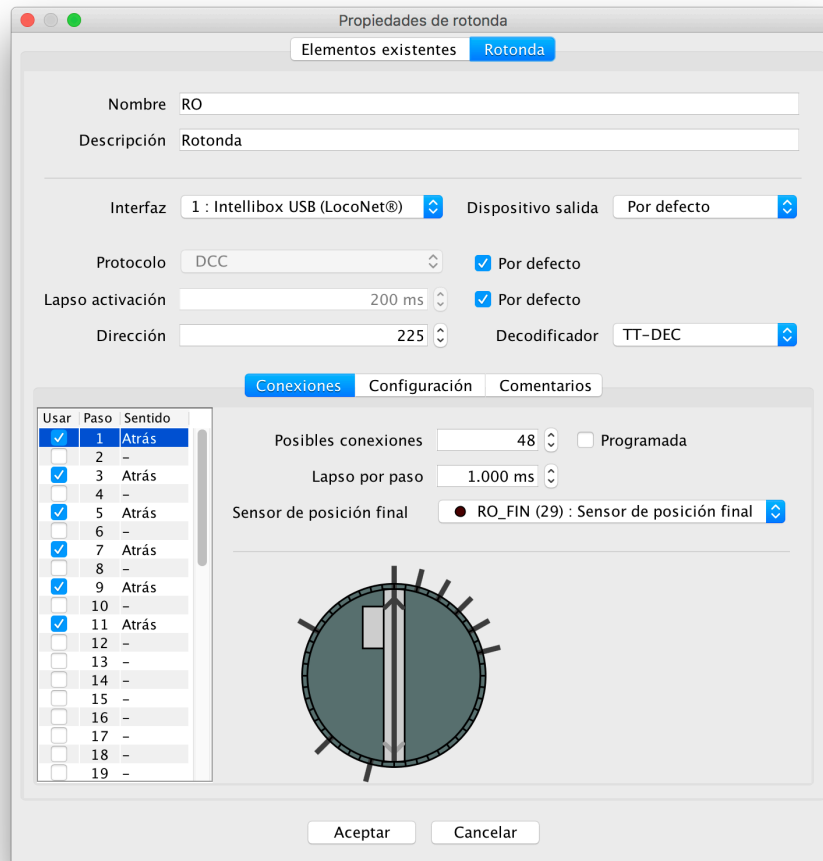 Propiedades de rotonda
Elementos existentes Rotonda
Nombre RO
Descripción Rotonda
Interfaz 1 : Intellibox USB (LocoNet®) Dispositivo salida Por defecto
Protocolo DCC Por defecto
Lapso activación 200 ms Por defecto
Dirección 225 Decodificador TT-DEC
Conexiones Configuración Comentarios
Usar Paso Sentido
1 Atrás
2 -
3 Atrás
4 -
5 Atrás
6 -
7 Atrás
8 -
9 Atrás
10 -
11 Atrás
12 -
13 -
14 -
15 -
16 -
17 -
18 -
19 -
Posibles conexiones 48 Programada
Lapso por paso 1.000 ms
Sensor de posición final RO_FIN (29) : Sensor de posición final
Aceptar Cancelar